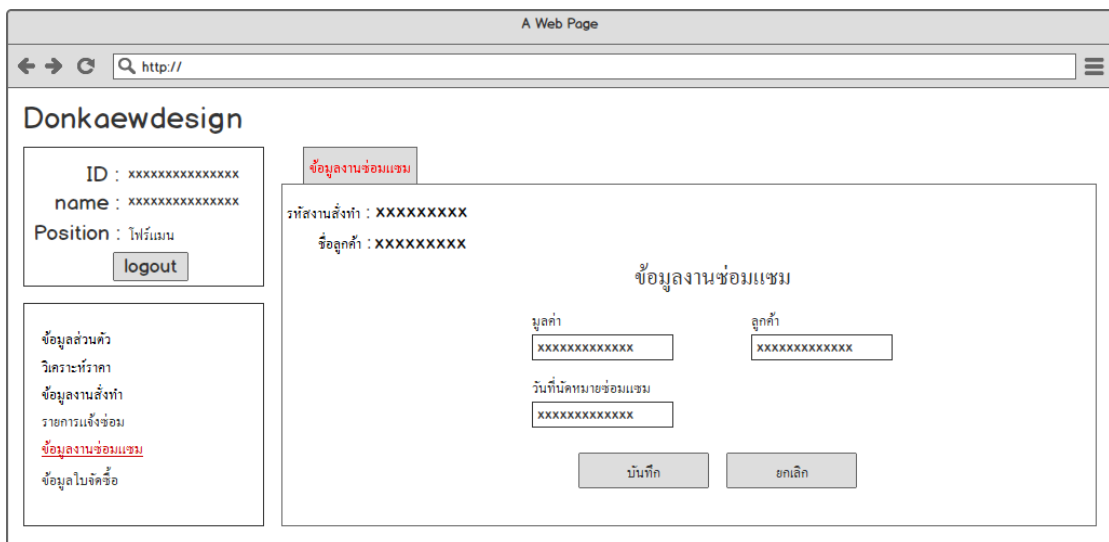 A Web Page
http://
Donkaewdesign
ID : xxxxxxxxxxxxxxx
name : xxxxxxxxxxxxxxx
Position : โฟร์แมน
logout
ข้อมูลส่วนตัว
วิเคราะห์ราคา
ข้อมูลงานสั่งทำ
รายการแจ้งซ่อม
ข้อมูลงานซ่อมแซม
ข้อมูลใบจัดซื้อ
ข้อมูลงานซ่อมแซม
รหัสงานสั่งทำ : xxxxxxxxx
ชื่อลูกค้า : xxxxxxxxx
ข้อมูลงานซ่อมแซม
มูลค่า ลูกค้า
xxxxxxxxxxxxx xxxxxxxxxxxxx
วันที่นัดหมายซ่อมแซม
xxxxxxxxxxxxx
บันทึก ยกเลิก